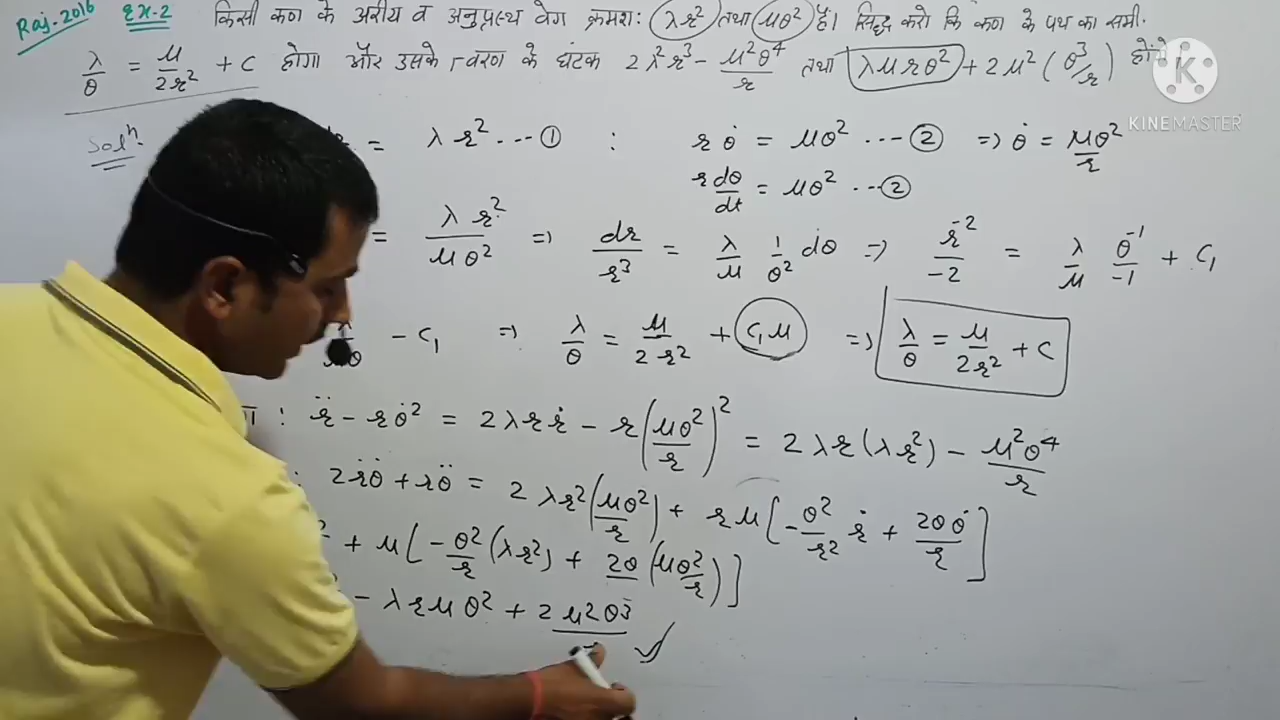 Raj-2016 Ex-2 किसी कण के अरीय व अनुप्रस्थ वेग क्रमशः λr² तथा μθ² हैं। सिद्ध करो कि कण के पथ का समी.
λ/θ = μ/2r² + c होगा और उसके त्वरण के घंटक 2λ²r³ - μ²θ⁴/r तथा λμrθ² + 2μ²(θ³/r) होंगे
KINEMASTER
Solⁿ. = λr² ... ① : rθ̇ = μθ² ... ② ⇒ θ̇ = μθ²/r
r dθ/dt = μθ² ... ②
= λr²/μθ² ⇒ dr/r³ = λ/μ 1/θ² dθ ⇒ r⁻²/-2 = λ/μ θ⁻¹/-1 + C₁
- C₁ ⇒ λ/θ = μ/2r² + C₁μ ⇒ λ/θ = μ/2r² + C
: r̈ - rθ̇² = 2λrṙ - r(μθ²/r)² = 2λr(λr²) - μ²θ⁴/r
: 2ṙθ̇ + rθ̈ = 2λr²(μθ²/r) + rμ[-θ²/r² ṙ + 2θθ̇/r]
+ μ[-θ²/r (λr²) + 2θ(μθ²/r)]
- λrμθ² + 2μ²θ³/r